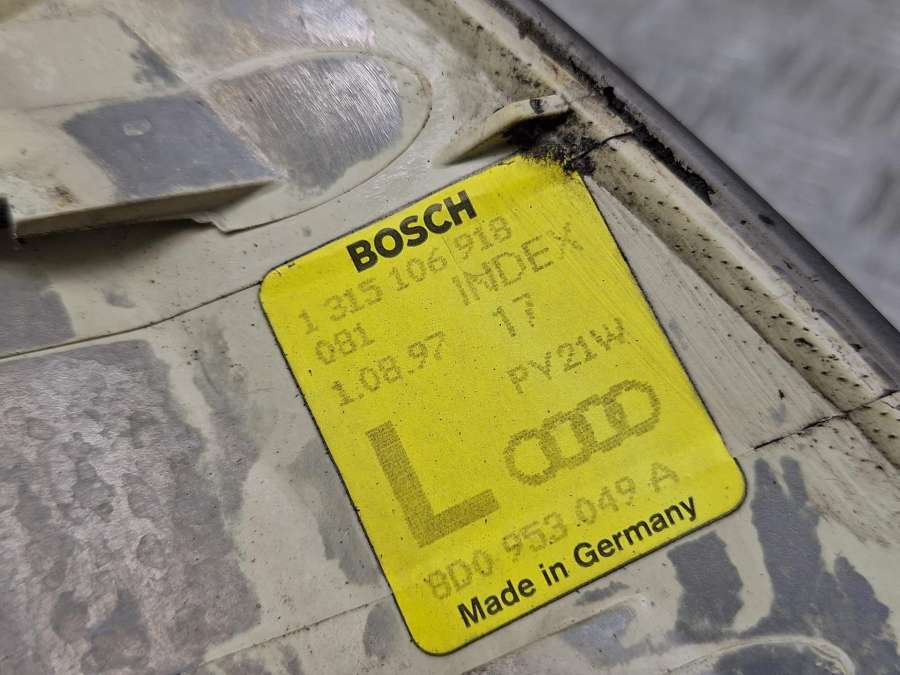 BOSCH
1 315 106 918
081 INDEX
1.08.97 17
PY21W
L
8D0 953 049 A
Made in Germany